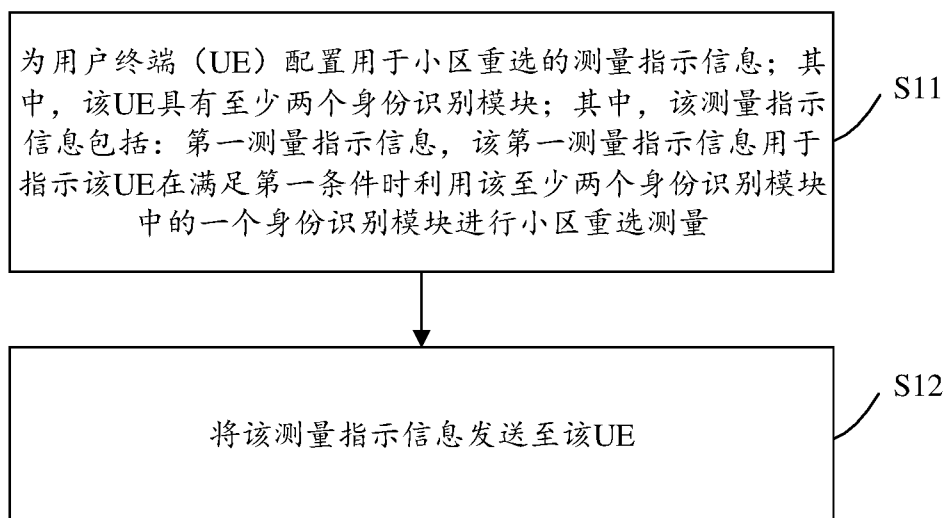 为用户终端（UE）配置用于小区重选的测量指示信息；其
中，该UE具有至少两个身份识别模块；其中，该测量指示
信息包括：第一测量指示信息，该第一测量指示信息用于
指示该UE在满足第一条件时利用该至少两个身份识别模块
中的一个身份识别模块进行小区重选测量
S11
将该测量指示信息发送至该UE
S12